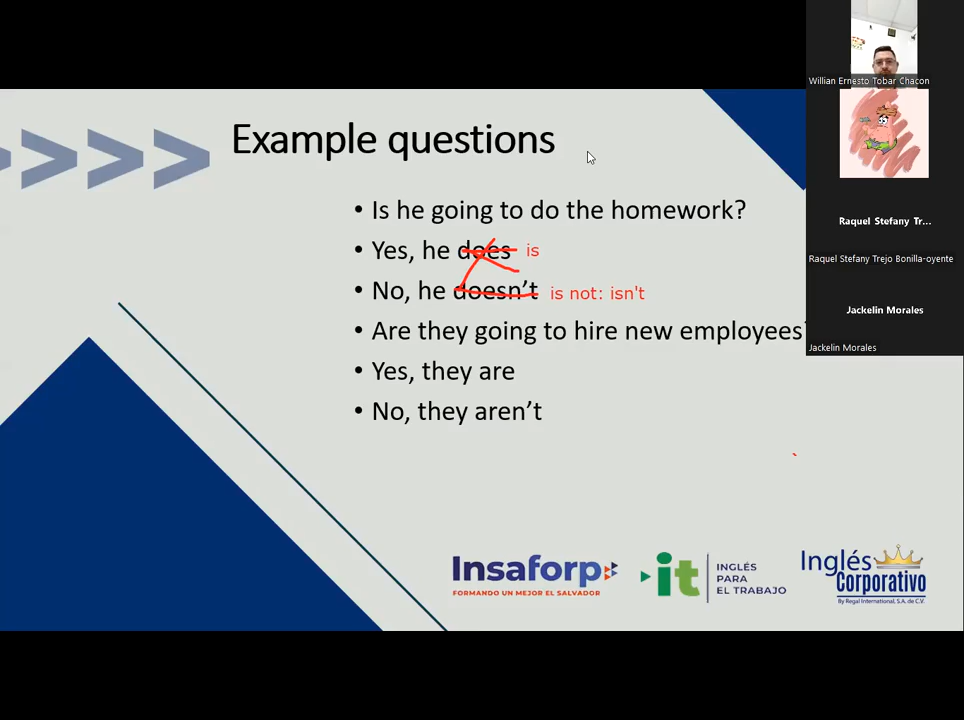 Willian Ernesto Tobar Chacon
Example questions
• Is he going to do the homework?
• Yes, he does is
• No, he doesn't is not: isn't
• Are they going to hire new employees?
• Yes, they are
• No, they aren't
Raquel Stefany Tr...
Raquel Stefany Trejo Bonilla-oyente
Jackelin Morales
Jackelin Morales
Insaforp
FORMANDO UN MEJOR EL SALVADOR
it
INGLÉS
PARA
EL TRABAJO
Inglés
Corporativo
By Regal International, S.A. de C.V.